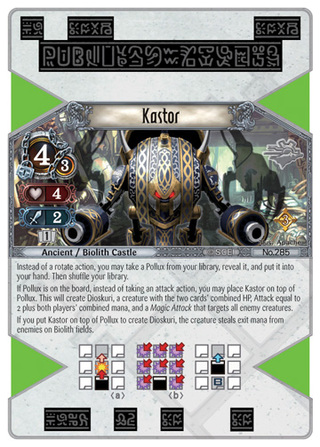 Kastor
4
3
4
2
Ancient / Biolith Castle
SCEI
No.265
Instead of a rotate action, you may take a Pollux from your library, reveal it, and put it into
your hand. Then shuffle your library.
If Pollux is on the board, instead of taking an attack action, you may place Kastor on top of
Pollux. This will create Dioskuri, a creature with the two cards' combined HP, Attack equal to
2 plus both players' combined mana, and a Magic Attack that targets all enemy creatures.
If you put Kastor on top of Pollux to create Dioskuri, the creature steals exit mana from
enemies on Biolith fields.
(a) (b)